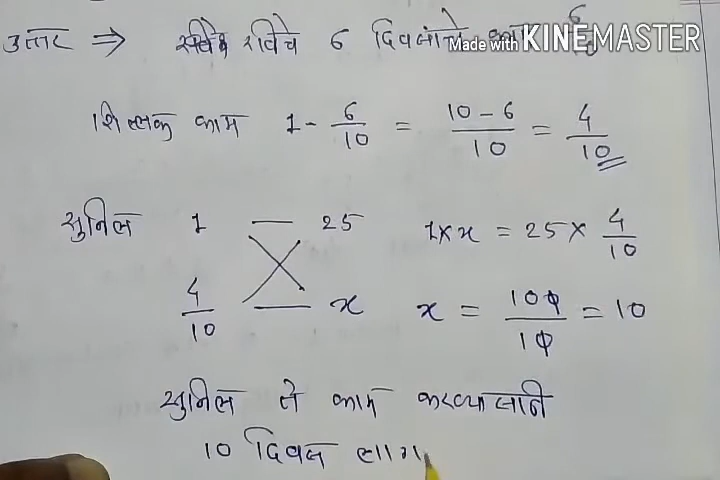 उत्तर ⇒ रविचे 6 दिवसांचे काम 6
Made with KINEMASTER
शिल्लक काम 1 - 6/10 = 10-6/10 = 4/10
सुनिल 1 — 25 1×x = 25 × 4/10
4/10 — x x = 100/10 = 10
सुनिल ते काम करण्यासाठी
10 दिवस लाग